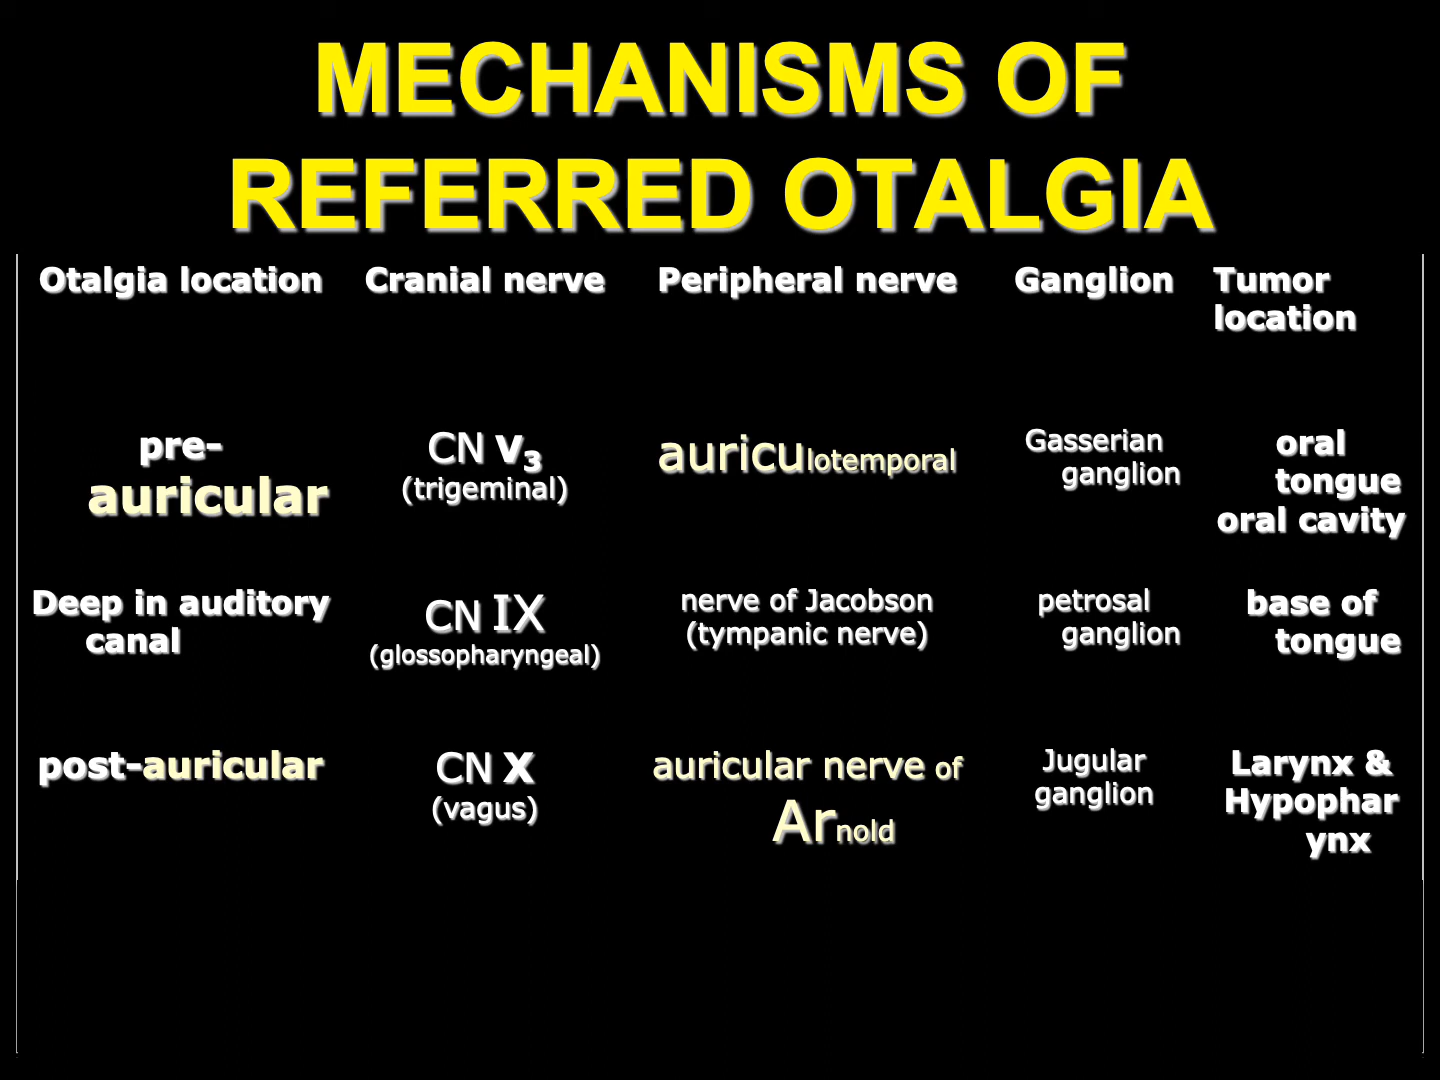 MECHANISMS OF
REFERRED OTALGIA
Otalgia location Cranial nerve Peripheral nerve Ganglion Tumor
location
pre-
auricular
CN V3
(trigeminal)
auriculotemporal
Gasserian
ganglion
oral
tongue
oral cavity
Deep in auditory
canal
CN IX
(glossopharyngeal)
nerve of Jacobson
(tympanic nerve)
petrosal
ganglion
base of
tongue
post-auricular
CN X
(vagus)
auricular nerve of
Arnold
Jugular
ganglion
Larynx &
Hypophar
ynx